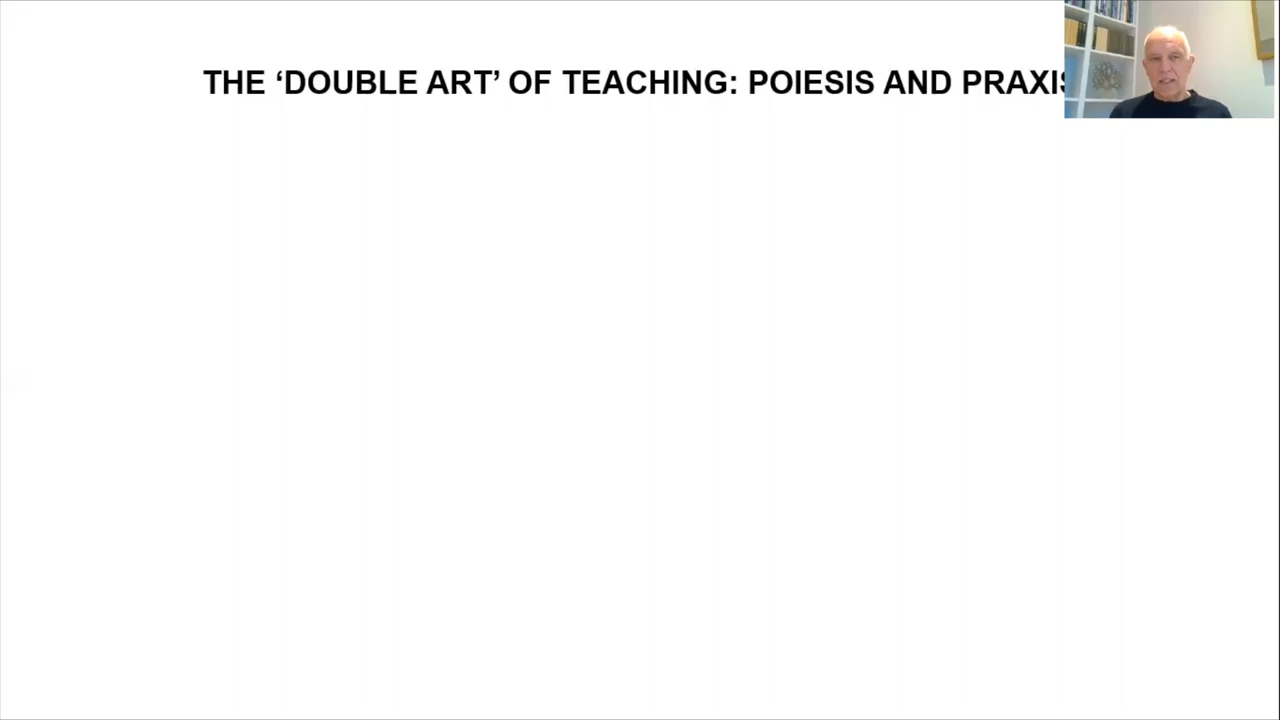 THE ‘DOUBLE ART’ OF TEACHING: POIESIS AND PRAXIS